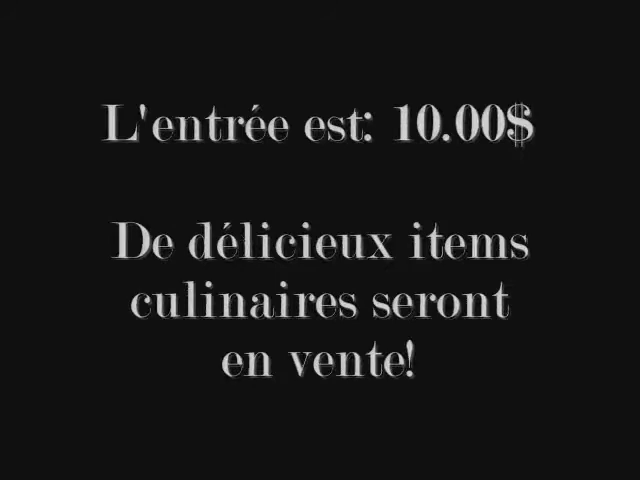 L'entrée est: 10.00$
De délicieux items
culinaires seront
en vente!